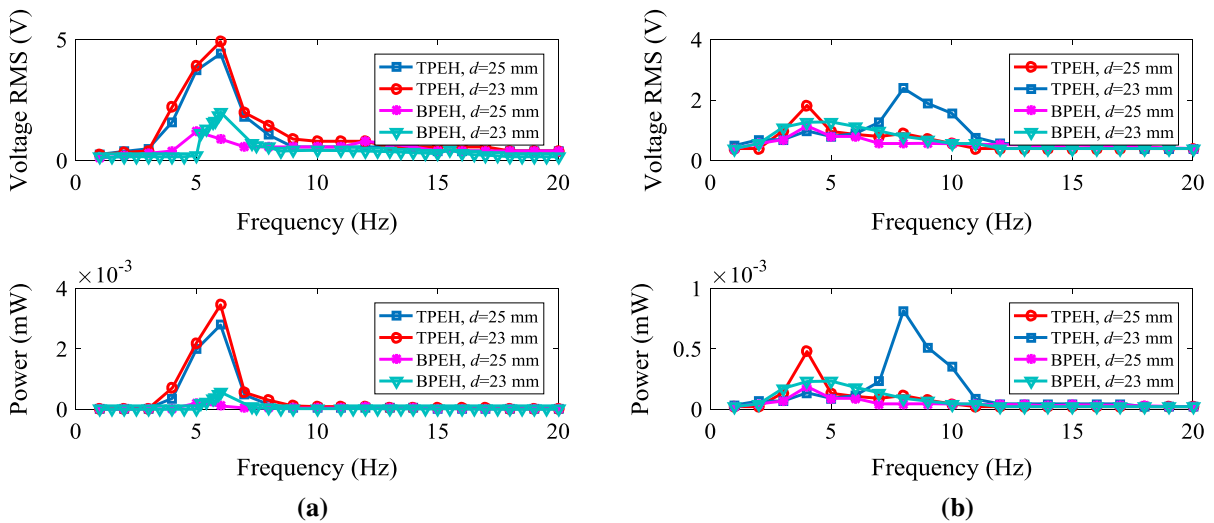 Voltage RMS (V)
5
0
0 5 10 15 20
Frequency (Hz)
TPEH, d=25 mm
TPEH, d=23 mm
BPEH, d=25 mm
BPEH, d=23 mm
Voltage RMS (V)
4
2
0
0 5 10 15 20
Frequency (Hz)
TPEH, d=25 mm
TPEH, d=23 mm
BPEH, d=25 mm
BPEH, d=23 mm
Power (mW)
×10⁻³
4
2
0
0 5 10 15 20
Frequency (Hz)
TPEH, d=25 mm
TPEH, d=23 mm
BPEH, d=25 mm
BPEH, d=23 mm
(a)
Power (mW)
×10⁻³
1
0.5
0
0 5 10 15 20
Frequency (Hz)
TPEH, d=25 mm
TPEH, d=23 mm
BPEH, d=25 mm
BPEH, d=23 mm
(b)